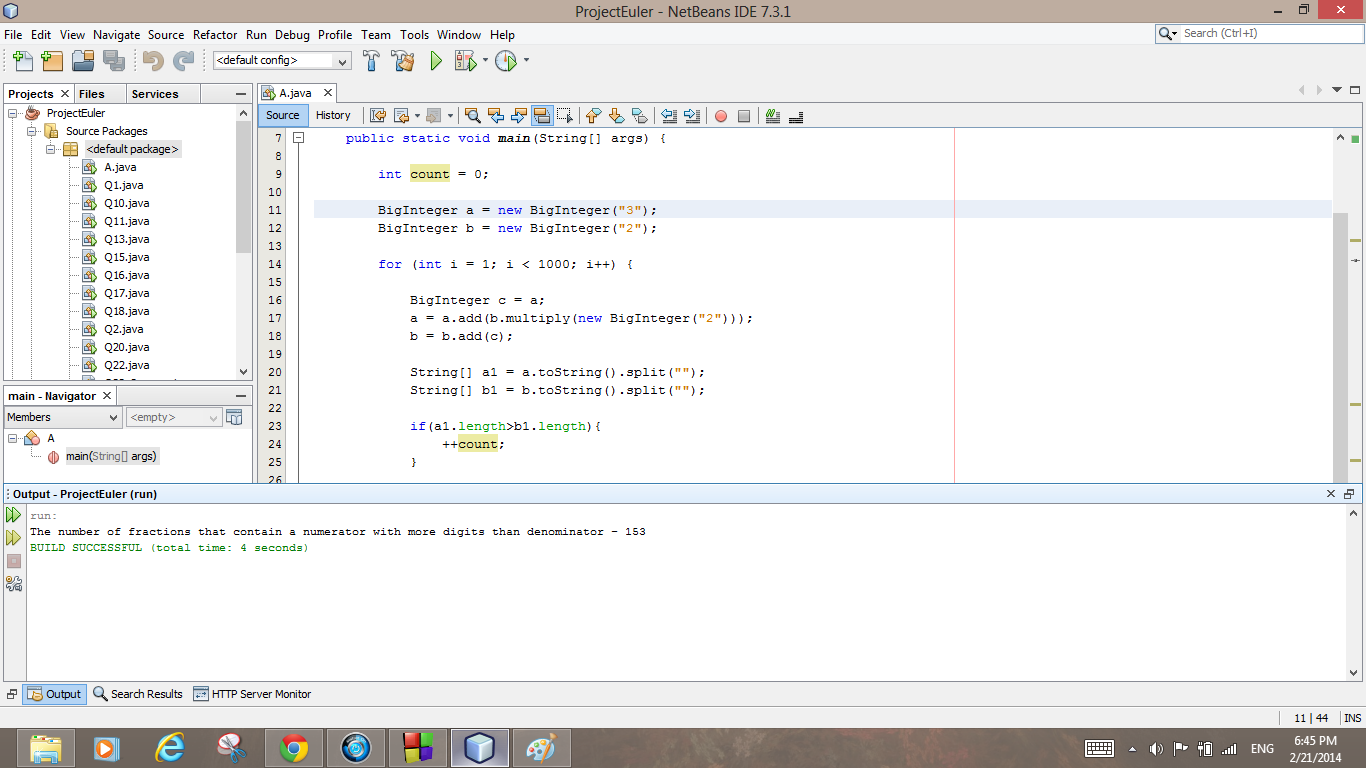 ProjectEuler - NetBeans IDE 7.3.1
File Edit View Navigate Source Refactor Run Debug Profile Team Tools Window Help
Search (Ctrl+I)
<default config>
Projects Files Services
ProjectEuler
Source Packages
<default package>
A.java
Q1.java
Q10.java
Q11.java
Q13.java
Q15.java
Q16.java
Q17.java
Q18.java
Q2.java
Q20.java
Q22.java
main - Navigator
Members <empty>
A
main(String[] args)
A.java
Source History
7 public static void main(String[] args) {
8
9 int count = 0;
10
11 BigInteger a = new BigInteger("3");
12 BigInteger b = new BigInteger("2");
13
14 for (int i = 1; i < 1000; i++) {
15
16 BigInteger c = a;
17 a = a.add(b.multiply(new BigInteger("2")));
18 b = b.add(c);
19
20 String[] a1 = a.toString().split("");
21 String[] b1 = b.toString().split("");
22
23 if(a1.length>b1.length){
24 ++count;
25 }
26
Output - ProjectEuler (run)
run:
The number of fractions that contain a numerator with more digits than denominator - 153
BUILD SUCCESSFUL (total time: 4 seconds)
Output Search Results HTTP Server Monitor
11 | 44 INS
ENG
6:45 PM
2/21/2014